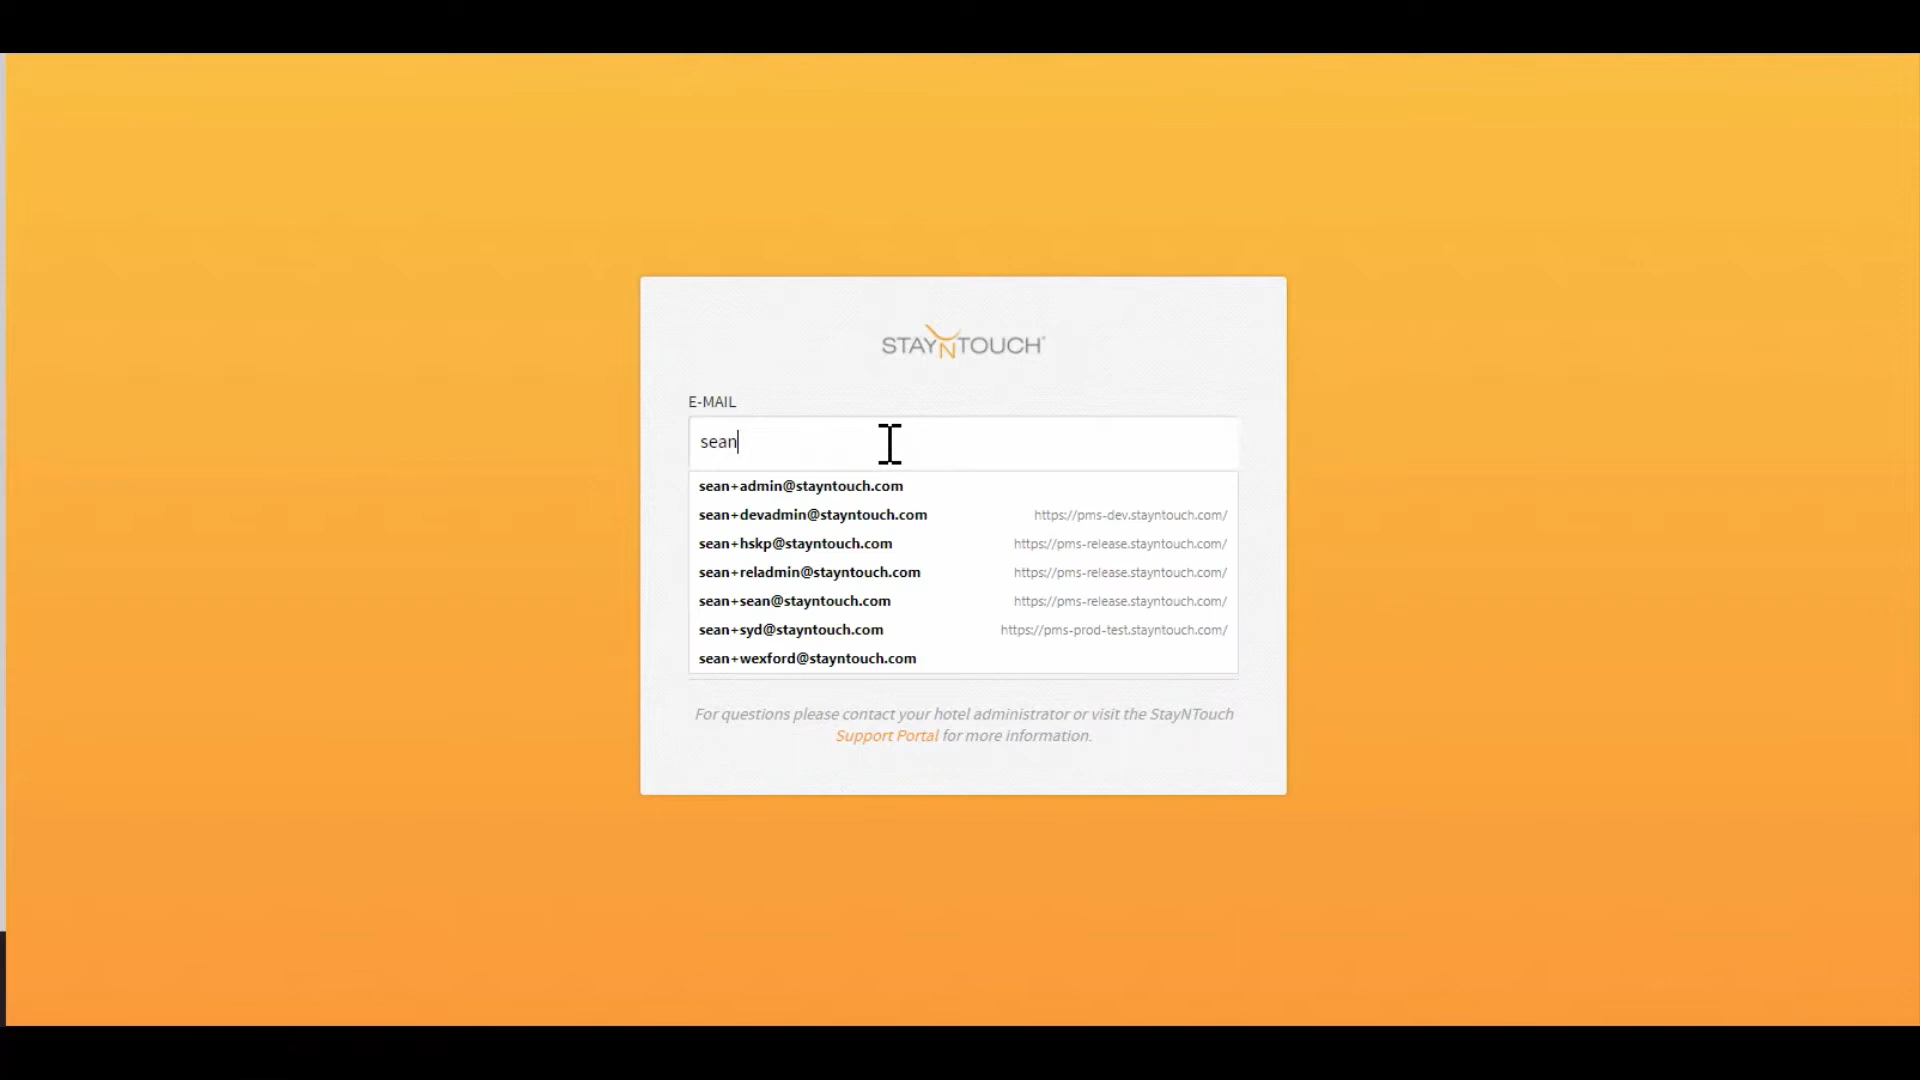 STAYNTOUCH
E-MAIL
sean
sean+admin@stayntouch.com
sean+devadmin@stayntouch.com https://pms-dev.stayntouch.com/
sean+hskp@stayntouch.com https://pms-release.stayntouch.com/
sean+reladmin@stayntouch.com https://pms-release.stayntouch.com/
sean+sean@stayntouch.com https://pms-release.stayntouch.com/
sean+syd@stayntouch.com https://pms-prod-test.stayntouch.com/
sean+wexford@stayntouch.com
For questions please contact your hotel administrator or visit the StayNTouch
Support Portal for more information.